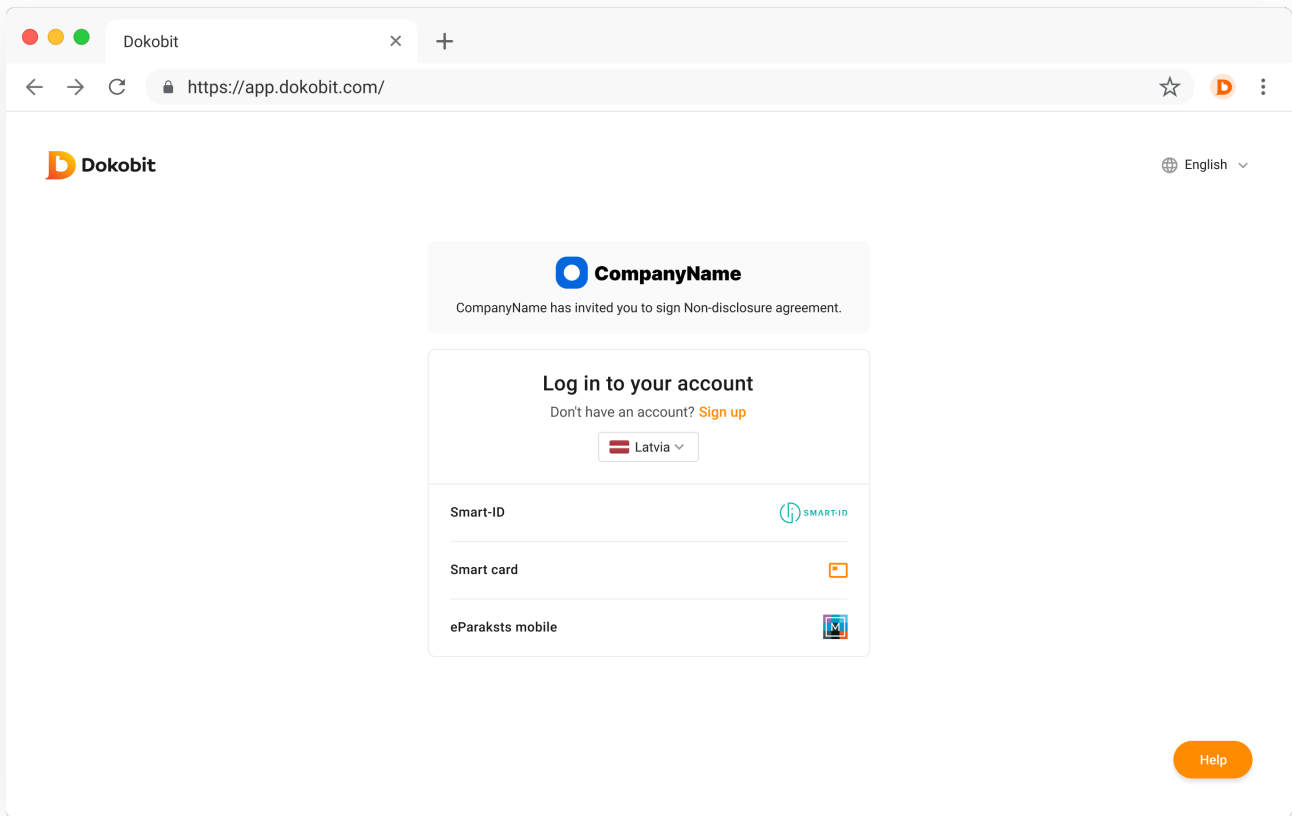 Dokobit
https://app.dokobit.com/
Dokobit
English
CompanyName
CompanyName has invited you to sign Non-disclosure agreement.
Log in to your account
Don't have an account? Sign up
Latvia
Smart-ID
SMART-ID
Smart card
eParaksts mobile
M
Help